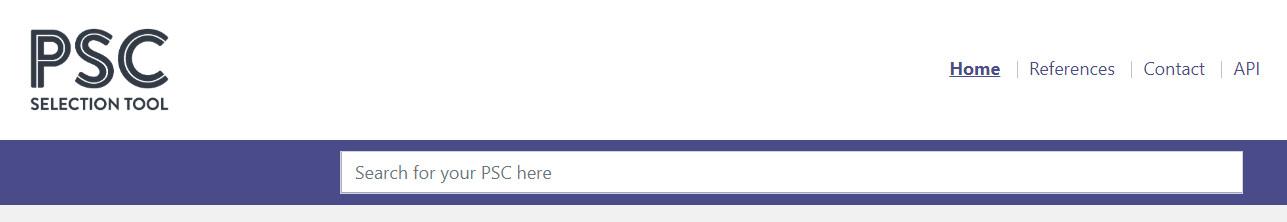 PSC
SELECTION TOOL
Home
References
Contact
API
Search for your PSC here